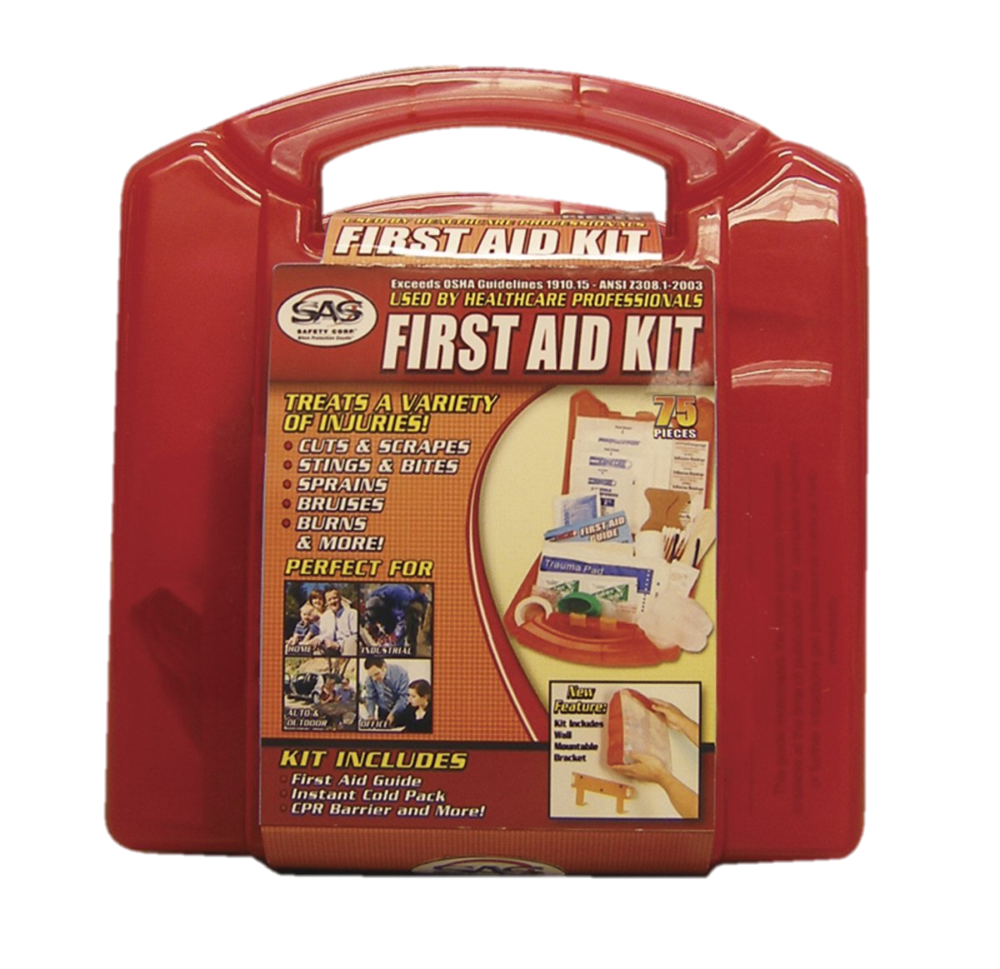 USED BY HEALTHCARE PROFESSIONALS
FIRST AID KIT
Exceeds OSHA Guidelines 1910.15 - ANSI Z308.1-2003
USED BY HEALTHCARE PROFESSIONALS
SAS
SAFETY CORP
When Protection Counts
FIRST AID KIT
TREATS A VARIETY
OF INJURIES!
• CUTS & SCRAPES
• STINGS & BITES
• SPRAINS
• BRUISES
• BURNS
& MORE!
75
PIECES
FIRST AID
GUIDE
Trauma Pad
PERFECT FOR
HOME
INDUSTRIAL
AUTO &
OUTDOOR
OFFICE
New
Feature:
Kit Includes
Wall
Mountable
Bracket
KIT INCLUDES
• First Aid Guide
• Instant Cold Pack
• CPR Barrier and More!
SAS